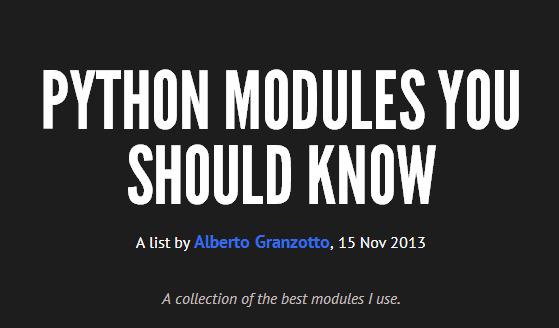 PYTHON MODULES YOU
SHOULD KNOW
A list by Alberto Granzotto, 15 Nov 2013
A collection of the best modules I use.